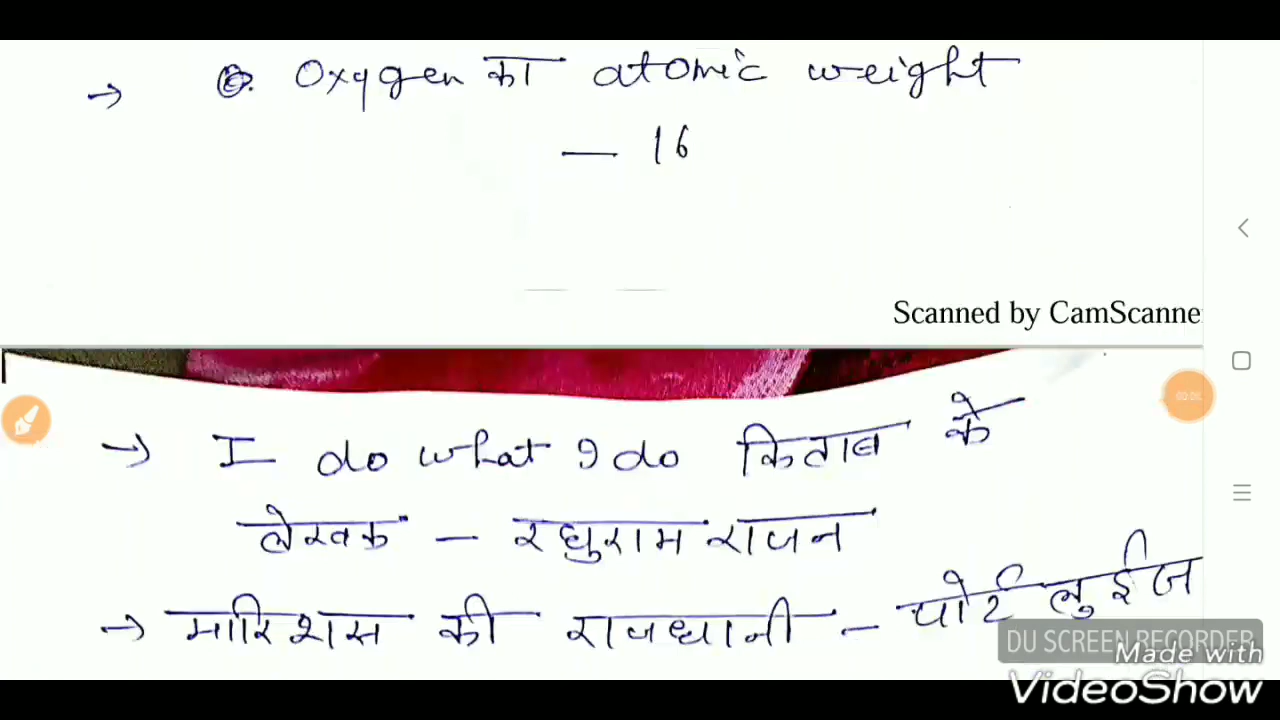 → Oxygen का atomic weight
— 16
Scanned by CamScanne
→ I do what I do किताब के
लेखक — रघुराम राजन
→ मारिशस की राजधानी — पोर्ट लुईज
DU SCREEN RECORDER
Made with
VideoShow